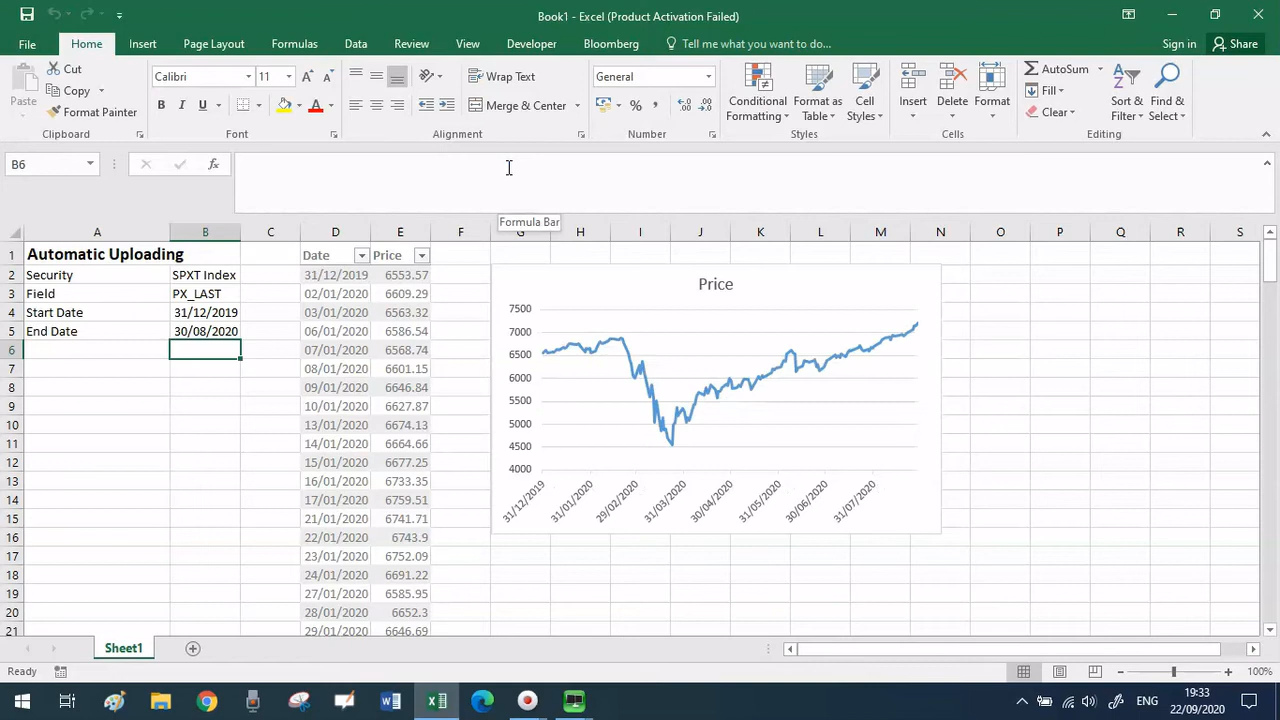 Book1 - Excel (Product Activation Failed)
File Home Insert Page Layout Formulas Data Review View Developer Bloomberg Tell me what you want to do... Sign in Share
Paste
Cut
Copy
Format Painter
Clipboard
Calibri 11
B I U
Font
Wrap Text
Merge & Center
Alignment
General
%
Number
Conditional Formatting
Format as Table
Cell Styles
Styles
Insert
Delete
Format
Cells
AutoSum
Fill
Clear
Sort & Filter
Find & Select
Editing
B6 fx
Formula Bar
A B C D E F G H I J K L M N O P Q R S
1 Automatic Uploading Date Price
2 Security SPXT Index 31/12/2019 6553.57
3 Field PX_LAST 02/01/2020 6609.29
4 Start Date 31/12/2019 03/01/2020 6563.32
5 End Date 30/08/2020 06/01/2020 6586.54
6 07/01/2020 6568.74
7 08/01/2020 6601.15
8 09/01/2020 6646.84
9 10/01/2020 6627.87
10 13/01/2020 6674.13
11 14/01/2020 6664.66
12 15/01/2020 6677.25
13 16/01/2020 6733.35
14 17/01/2020 6759.51
15 21/01/2020 6741.71
16 22/01/2020 6743.9
17 23/01/2020 6752.09
18 24/01/2020 6691.22
19 27/01/2020 6585.95
20 28/01/2020 6652.3
21 29/01/2020 6646.69
Price
7500
7000
6500
6000
5500
5000
4500
4000
31/12/2019 31/01/2020 29/02/2020 31/03/2020 30/04/2020 31/05/2020 30/06/2020 31/07/2020
Sheet1
Ready 100%
ENG 19:33
22/09/2020